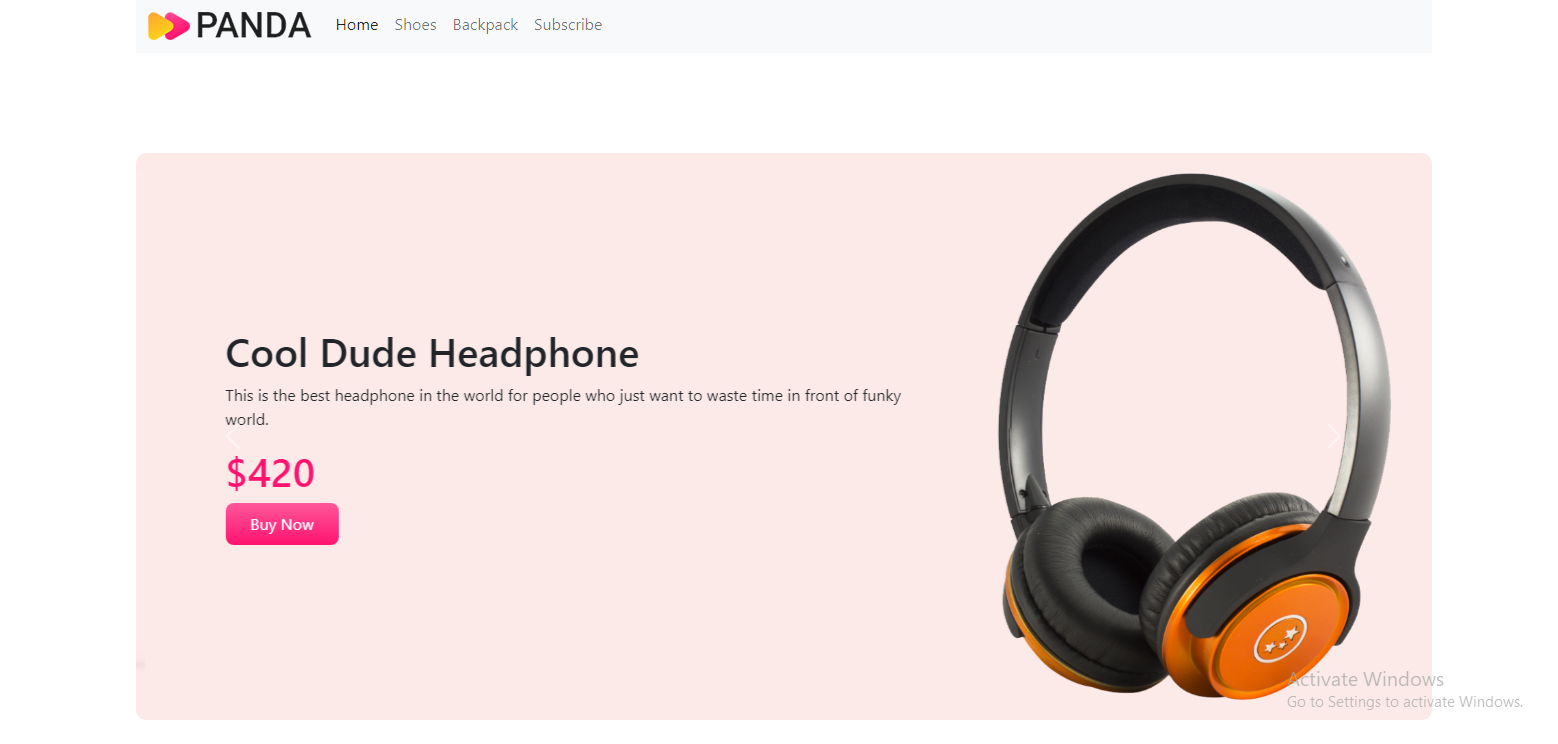 PANDA
Home Shoes Backpack Subscribe
Cool Dude Headphone
This is the best headphone in the world for people who just want to waste time in front of funky
world.
$420
Buy Now
L
Activate Windows
Go to Settings to activate Windows.